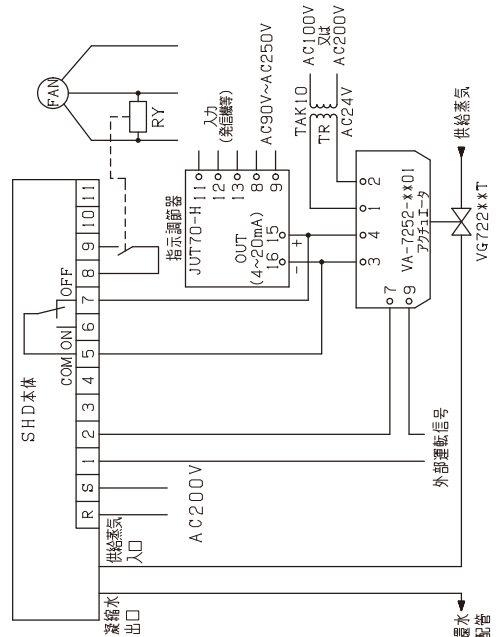 SHD本体
COM
ON
OFF
R
S
1
2
3
4
5
6
7
8
9
10
11
FAN
RY
供給蒸気
入口
凝縮水
出口
AC200V
指示調節器
JUT70-H
11
12
13
8
9
入力
(発信機等)
AC90V~AC250V
OUT
(4~20mA)
16
15
-
+
TAK10
TR
AC100V
又は
AC200V
AC24V
3
4
1
2
VA-7252-**01
アクチュエータ
7
9
外部運転信号
供給蒸気
VG722**T
還水
配管